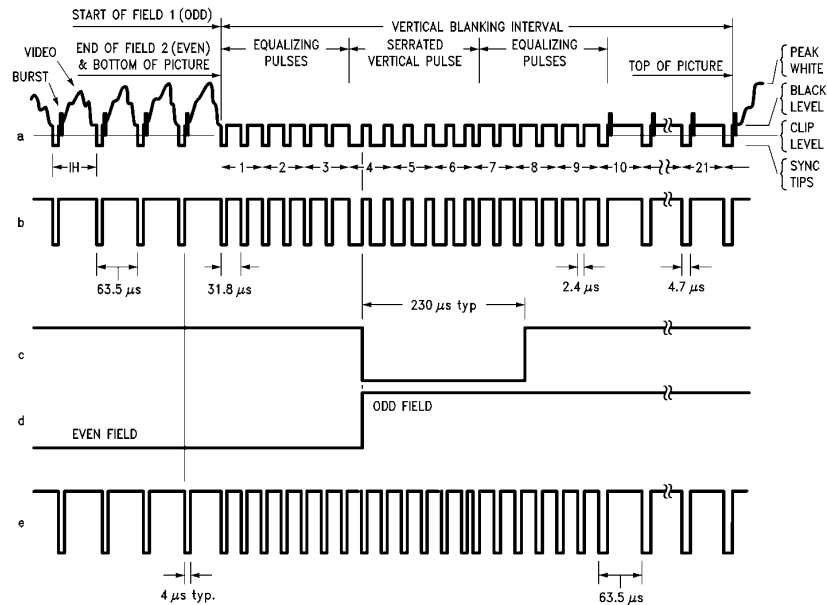 START OF FIELD 1 (ODD)
VERTICAL BLANKING INTERVAL
END OF FIELD 2 (EVEN)
& BOTTOM OF PICTURE
EQUALIZING
PULSES
SERRATED
VERTICAL PULSE
EQUALIZING
PULSES
TOP OF PICTURE
VIDEO
BURST
PEAK
WHITE
BLACK
LEVEL
CLIP
LEVEL
SYNC
TIPS
a
IH
1 2 3 4 5 6 7 8 9 10 21
b
63.5 μs
31.8 μs
2.4 μs
4.7 μs
230 μs typ
c
d
EVEN FIELD
ODD FIELD
e
4 μs typ.
63.5 μs